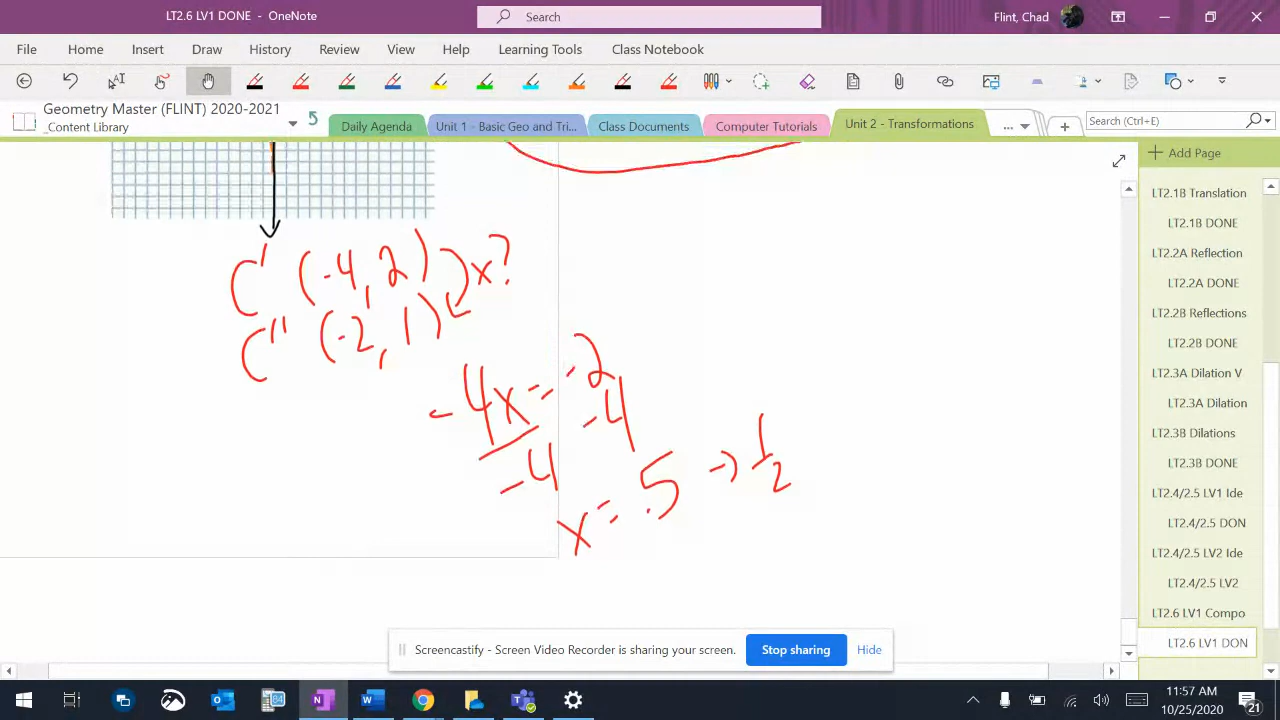 LT2.6 LV1 DONE - OneNote
Search
Flint, Chad
File Home Insert Draw History Review View Help Learning Tools Class Notebook
Geometry Master (FLINT) 2020-2021
_Content Library
Daily Agenda
Unit 1 - Basic Geo and Tri...
Class Documents
Computer Tutorials
Unit 2 - Transformations
...
Search (Ctrl+E)
Add Page
LT2.1B Translation
LT2.1B DONE
LT2.2A Reflection
LT2.2A DONE
LT2.2B Reflections
LT2.2B DONE
LT2.3A Dilation V
LT2.3A Dilation
LT2.3B Dilations
LT2.3B DONE
LT2.4/2.5 LV1 Ide
LT2.4/2.5 DON
LT2.4/2.5 LV2 Ide
LT2.4/2.5 LV2
LT2.6 LV1 Compo
LT2.6 LV1 DON
C' (-4, 2) x?
C'' (-2, 1)
-4x = -2
-4 -4
x = .5 → 1/2
Screencastify - Screen Video Recorder is sharing your screen.
Stop sharing
Hide
11:57 AM
10/25/2020
21